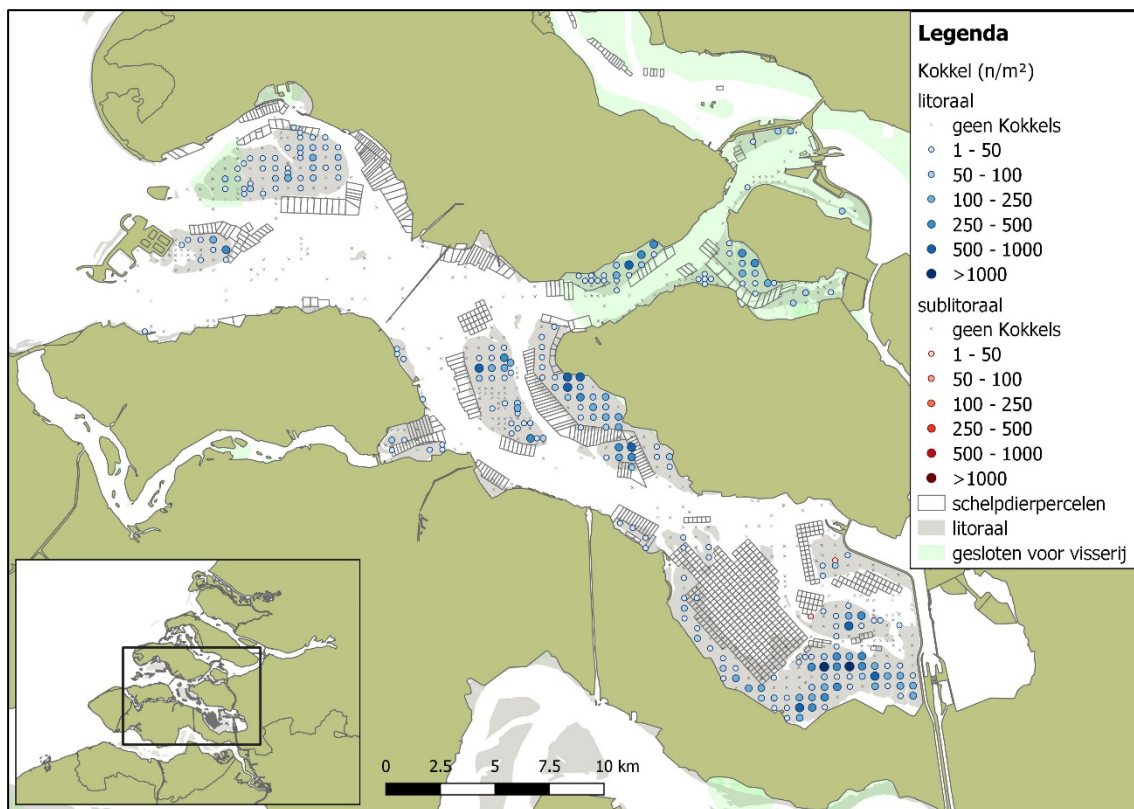 Legenda
Kokkel (n/m²)
litoraal
geen Kokkels
1 - 50
50 - 100
100 - 250
250 - 500
500 - 1000
>1000
sublitoraal
geen Kokkels
1 - 50
50 - 100
100 - 250
250 - 500
500 - 1000
>1000
schelpdierpercelen
litoraal
gesloten voor visserij
0 2.5 5 7.5 10 km